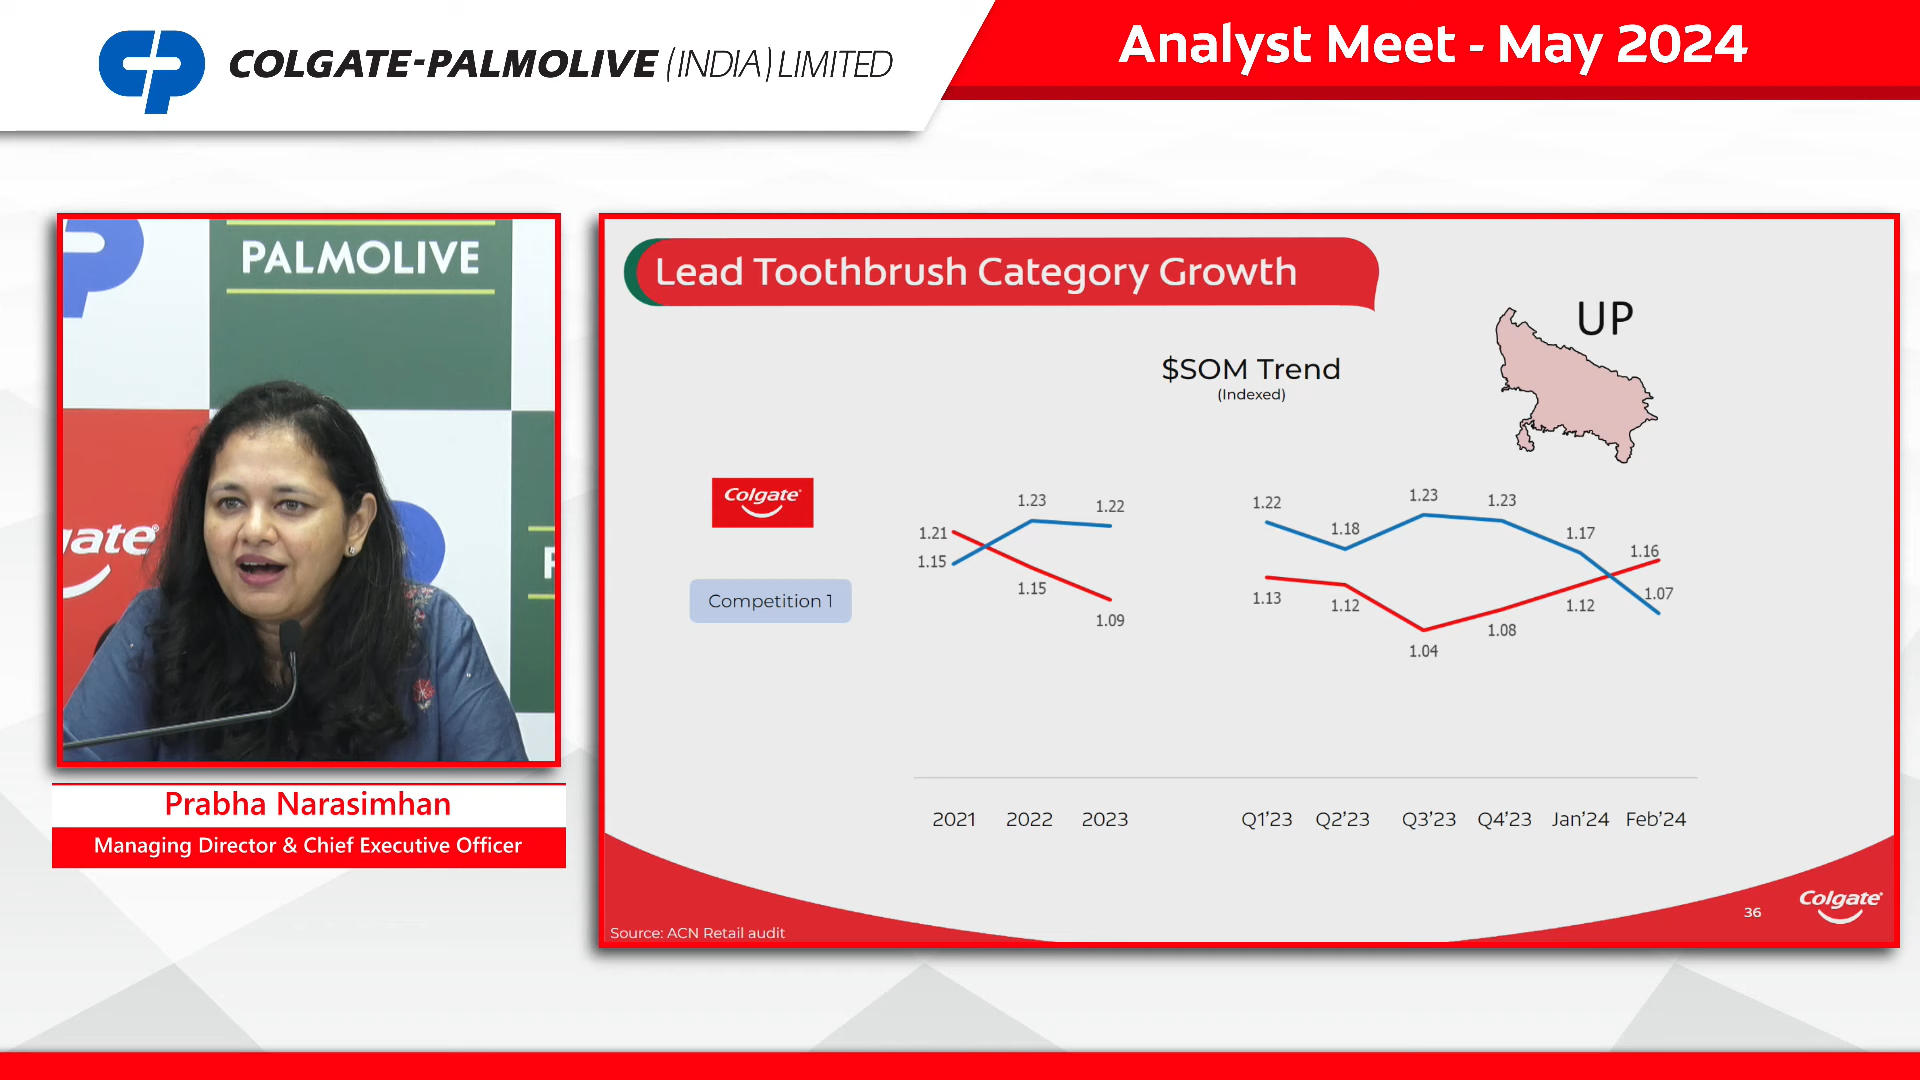 COLGATE-PALMOLIVE (INDIA) LIMITED
Analyst Meet - May 2024
PALMOLIVE
gate®
P
Prabha Narasimhan
Managing Director & Chief Executive Officer
Lead Toothbrush Category Growth
UP
$SOM Trend
(Indexed)
Colgate®
Competition 1
1.21
1.15
1.23
1.15
1.22
1.09
1.22
1.13
1.18
1.12
1.23
1.04
1.23
1.08
1.17
1.12
1.16
1.07
2021 2022 2023 Q1'23 Q2'23 Q3'23 Q4'23 Jan'24 Feb'24
Source: ACN Retail audit
36
Colgate®